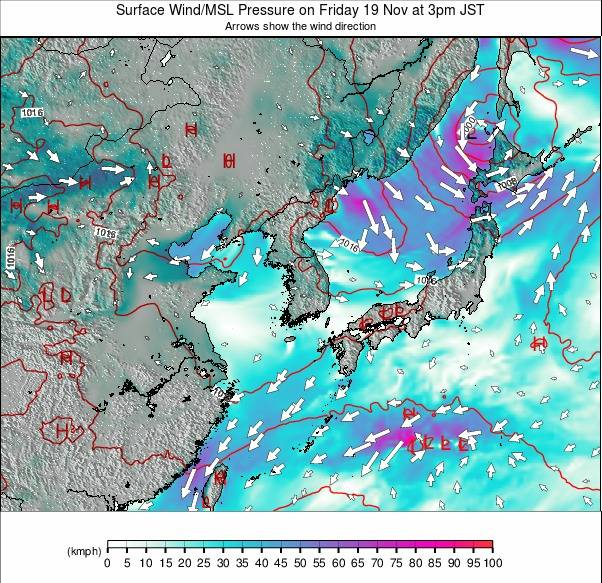 Surface Wind/MSL Pressure on Friday 19 Nov at 3pm JST
Arrows show the wind direction
1000
L
1016
H
L
H
H
H
1008
H
H
1016
1016
1016
1016
L
L
H
H
H
H
L
L
L
H
H
L
(kmph)
0 5 10 15 20 25 30 35 40 45 50 55 60 65 70 75 80 85 90 95 100